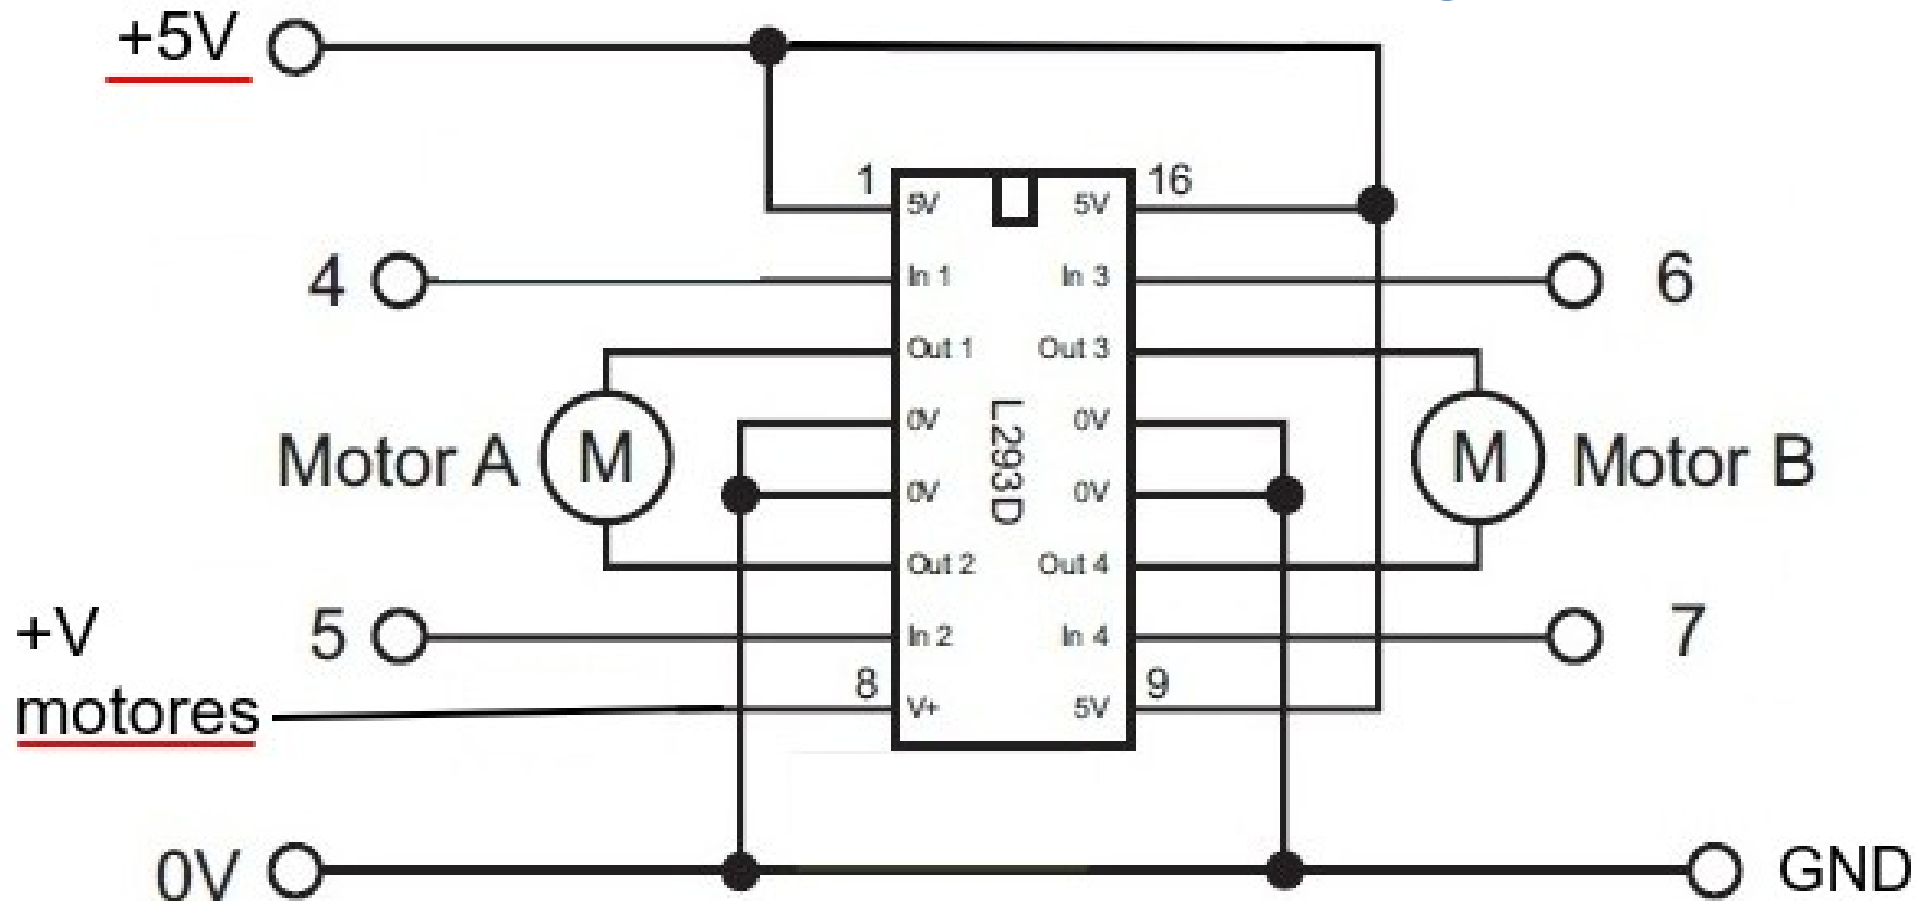 +5V
1
16
5V
5V
4
In 1
In 3
6
Out 1
Out 3
0V
0V
Motor A
M
L293D
M
Motor B
0V
0V
Out 2
Out 4
+V
motores
5
In 2
In 4
7
8
9
V+
5V
0V
GND